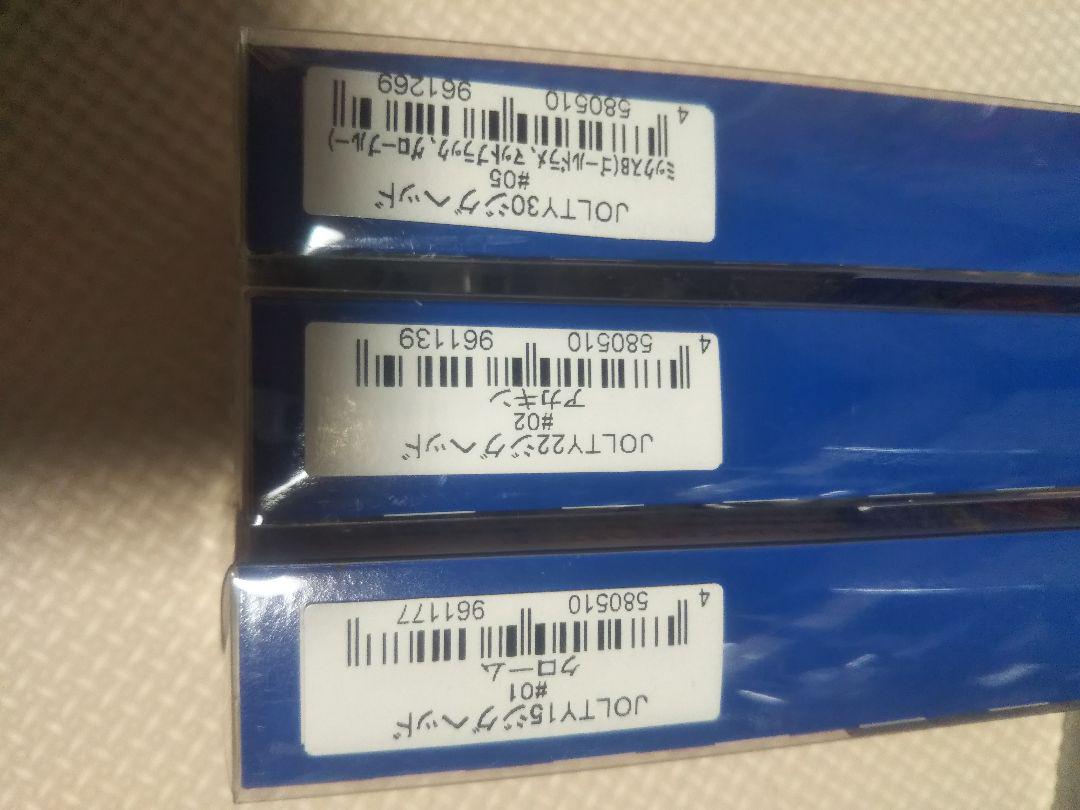 JOLTY15ジグヘッド
#01
クローム
4 580510 961177
JOLTY22ジグヘッド
#02
アカキン
4 580510 961139
JOLTY30ジグヘッド
#05
ミックスB(ゴールドラメ、マットブラック、グローブルー)
4 580510 961269